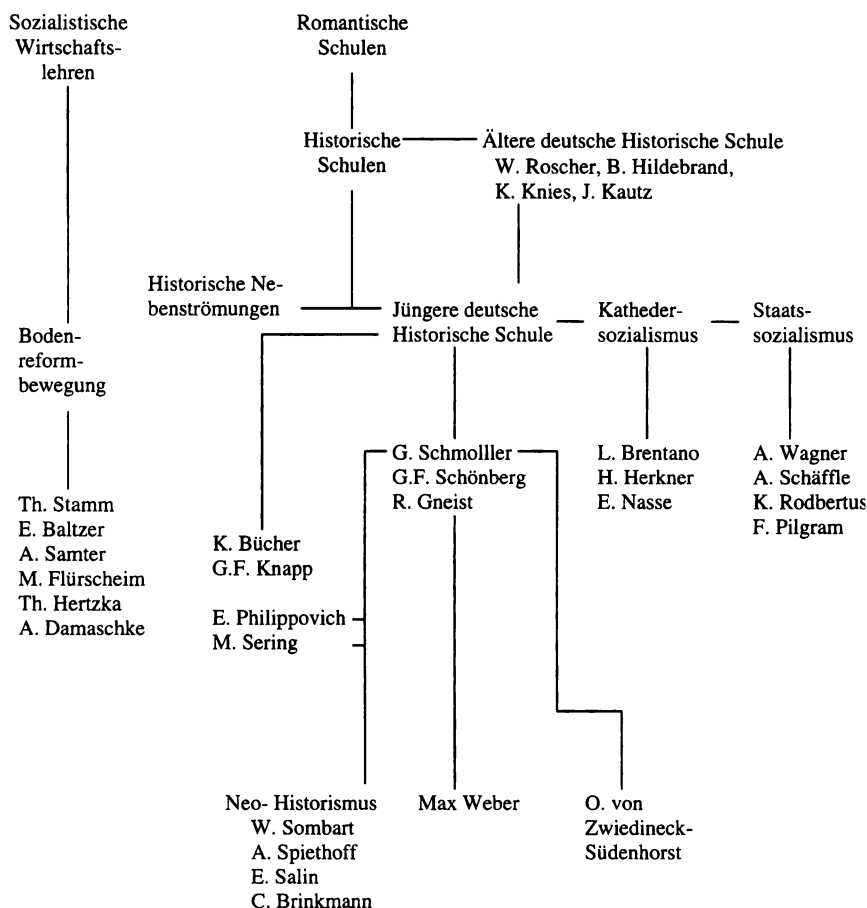 Sozialistische
Wirtschafts-
lehren
Romantische
Schulen
Historische
Schulen
Ältere deutsche Historische Schule
W. Roscher, B. Hildebrand,
K. Knies, J. Kautz
Historische Ne-
benströmungen
Jüngere deutsche
Historische Schule
Katheder-
sozialismus
Staats-
sozialismus
Boden-
reform-
bewegung
G. Schmolller
G.F. Schönberg
R. Gneist
L. Brentano
H. Herkner
E. Nasse
A. Wagner
A. Schäffle
K. Rodbertus
F. Pilgram
Th. Stamm
E. Baltzer
A. Samter
M. Flürscheim
Th. Hertzka
A. Damaschke
K. Bücher
G.F. Knapp
E. Philippovich
M. Sering
Neo- Historismus
W. Sombart
A. Spiethoff
E. Salin
C. Brinkmann
Max Weber
O. von
Zwiedineck-
Südenhorst